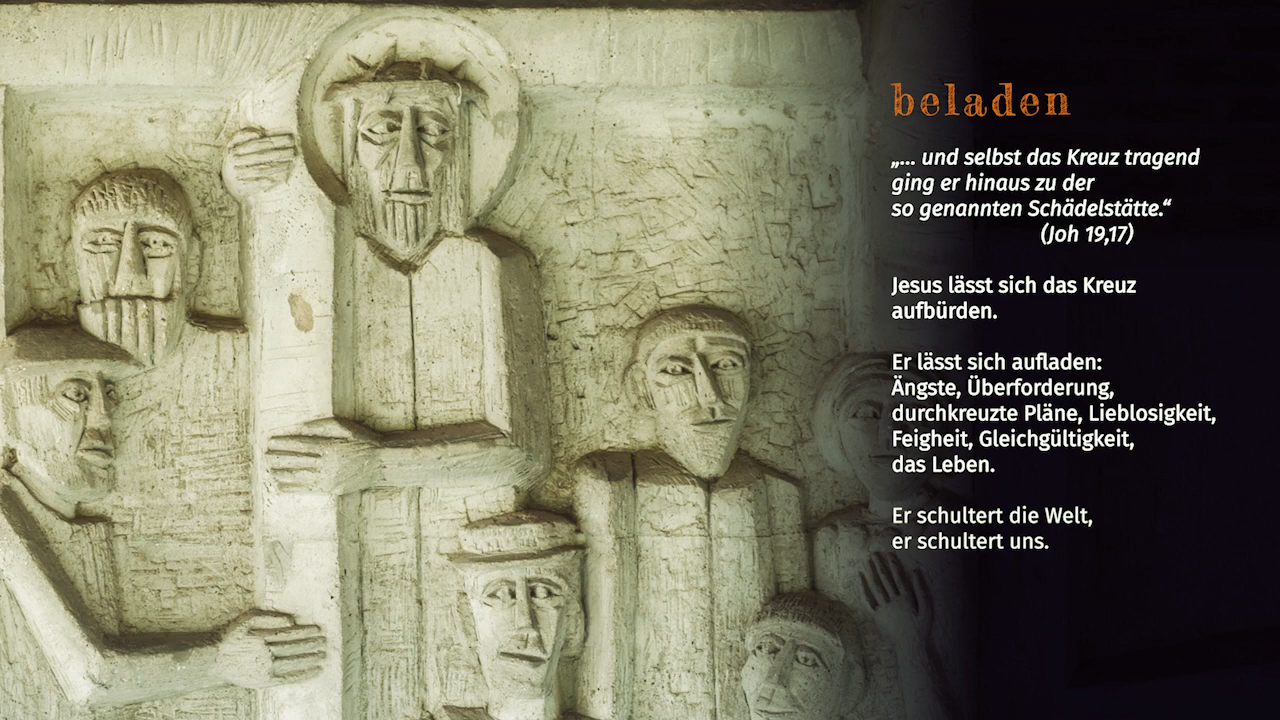 beladen
„... und selbst das Kreuz tragend
ging er hinaus zu der
so genannten Schädelstätte.“
(Joh 19,17)
Jesus lässt sich das Kreuz
aufbürden.
Er lässt sich aufladen:
Ängste, Überforderung,
durchkreuzte Pläne, Lieblosigkeit,
Feigheit, Gleichgültigkeit,
das Leben.
Er schultert die Welt,
er schultert uns.